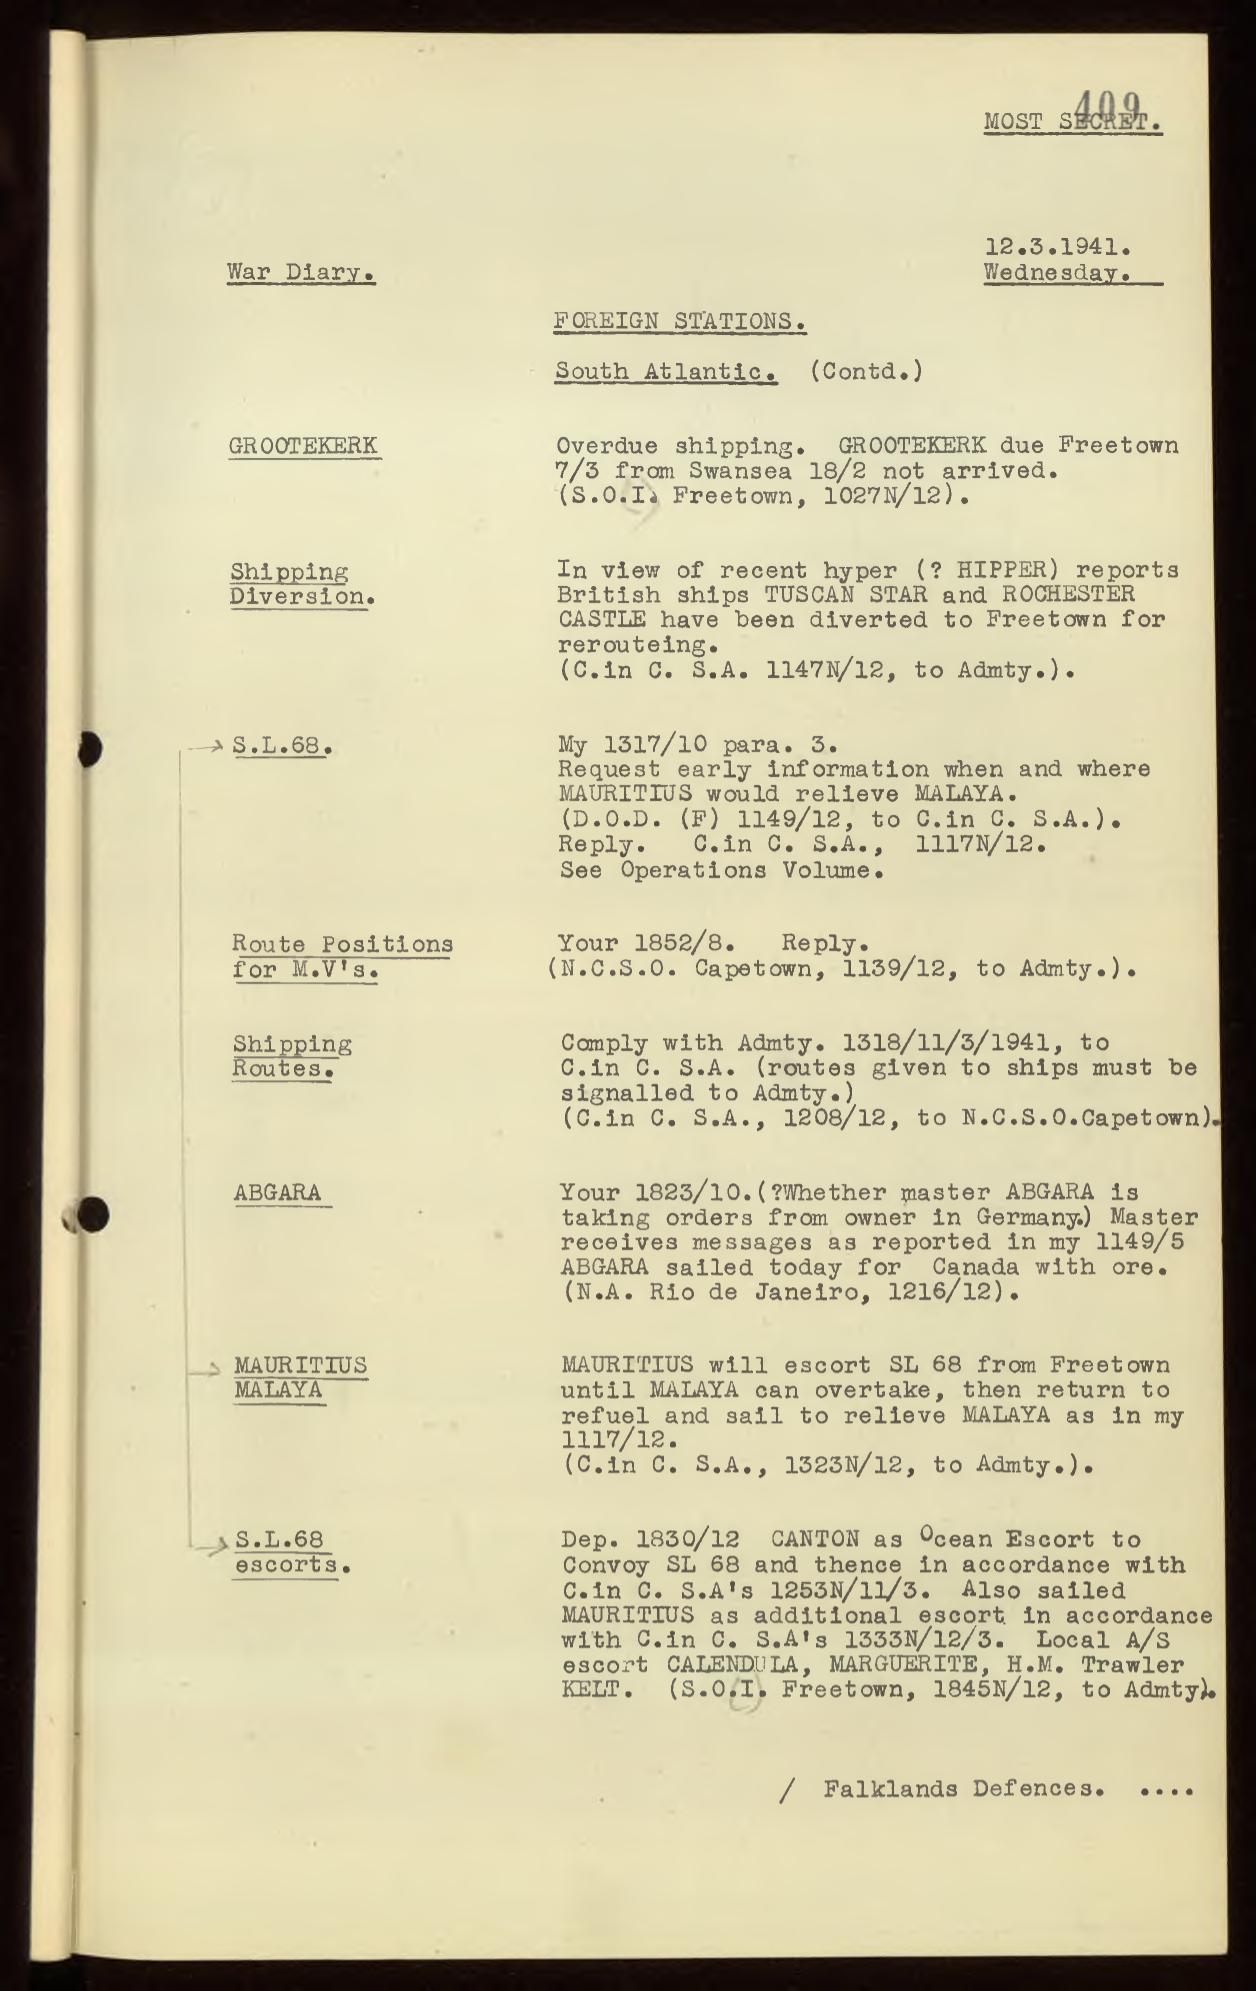 409
MOST SECRET.
12.3.1941.
War Diary.
Wednesday.
FOREIGN STATIONS.
South Atlantic. (Contd.)
GROOTEKERK
Overdue shipping. GROOTEKERK due Freetown
7/3 from Swansea 18/2 not arrived.
(S.O.I. Freetown, 1027N/12).
Shipping
Diversion.
In view of recent hyper (? HIPPER) reports
British ships TUSCAN STAR and ROCHESTER
CASTLE have been diverted to Freetown for
rerouteing.
(C.in C. S.A. 1147N/12, to Admty.).
S.L.68.
My 1317/10 para. 3.
Request early information when and where
MAURITIUS would relieve MALAYA.
(D.O.D. (F) 1149/12, to C.in C. S.A.).
Reply. C.in C. S.A., 1117N/12.
See Operations Volume.
Route Positions
for M.V's.
Your 1852/8. Reply.
(N.C.S.O. Capetown, 1139/12, to Admty.).
Shipping
Routes.
Comply with Admty. 1318/11/3/1941, to
C.in C. S.A. (routes given to ships must be
signalled to Admty.)
(C.in C. S.A., 1208/12, to N.C.S.O.Capetown).
ABGARA
Your 1823/10.(?Whether master ABGARA is
taking orders from owner in Germany.) Master
receives messages as reported in my 1149/5
ABGARA sailed today for Canada with ore.
(N.A. Rio de Janeiro, 1216/12).
MAURITIUS
MALAYA
MAURITIUS will escort SL 68 from Freetown
until MALAYA can overtake, then return to
refuel and sail to relieve MALAYA as in my
1117/12.
(C.in C. S.A., 1323N/12, to Admty.).
S.L.68
escorts.
Dep. 1830/12 CANTON as Ocean Escort to
Convoy SL 68 and thence in accordance with
C.in C. S.A's 1253N/11/3. Also sailed
MAURITIUS as additional escort in accordance
with C.in C. S.A's 1333N/12/3. Local A/S
escort CALENDULA, MARGUERITE, H.M. Trawler
KELT. (S.O.I. Freetown, 1845N/12, to Admty).
/ Falklands Defences. ....